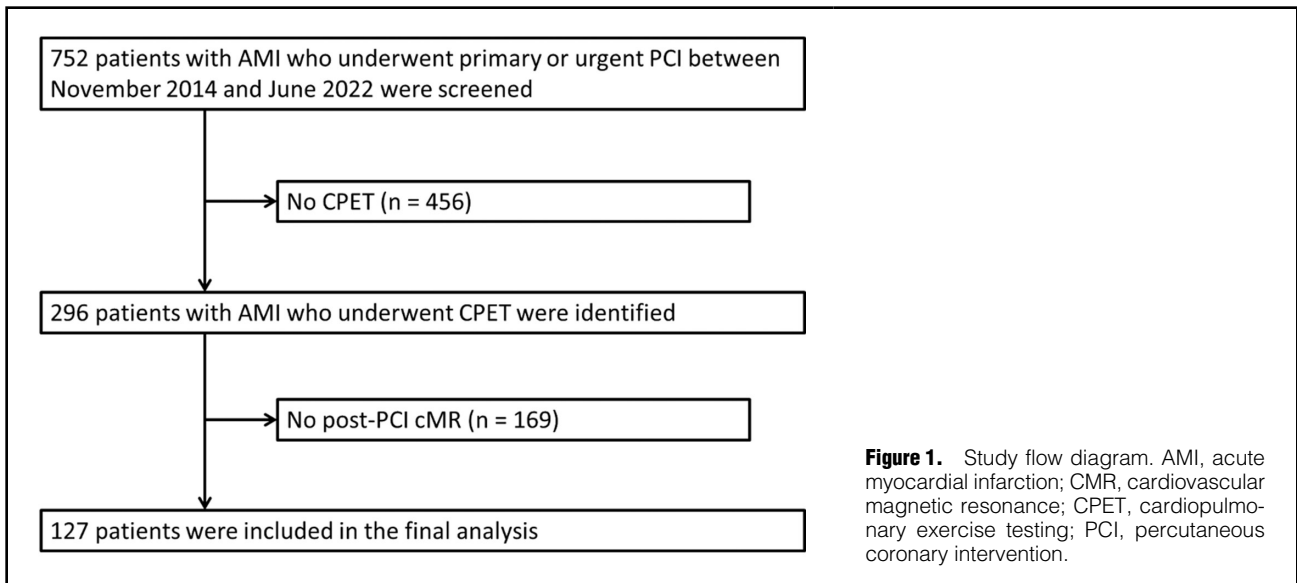 752 patients with AMI who underwent primary or urgent PCI between
November 2014 and June 2022 were screened
No CPET (n = 456)
296 patients with AMI who underwent CPET were identified
No post-PCI cMR (n = 169)
127 patients were included in the final analysis
Figure 1. Study flow diagram. AMI, acute
myocardial infarction; CMR, cardiovascular
magnetic resonance; CPET, cardiopulmo-
nary exercise testing; PCI, percutaneous
coronary intervention.